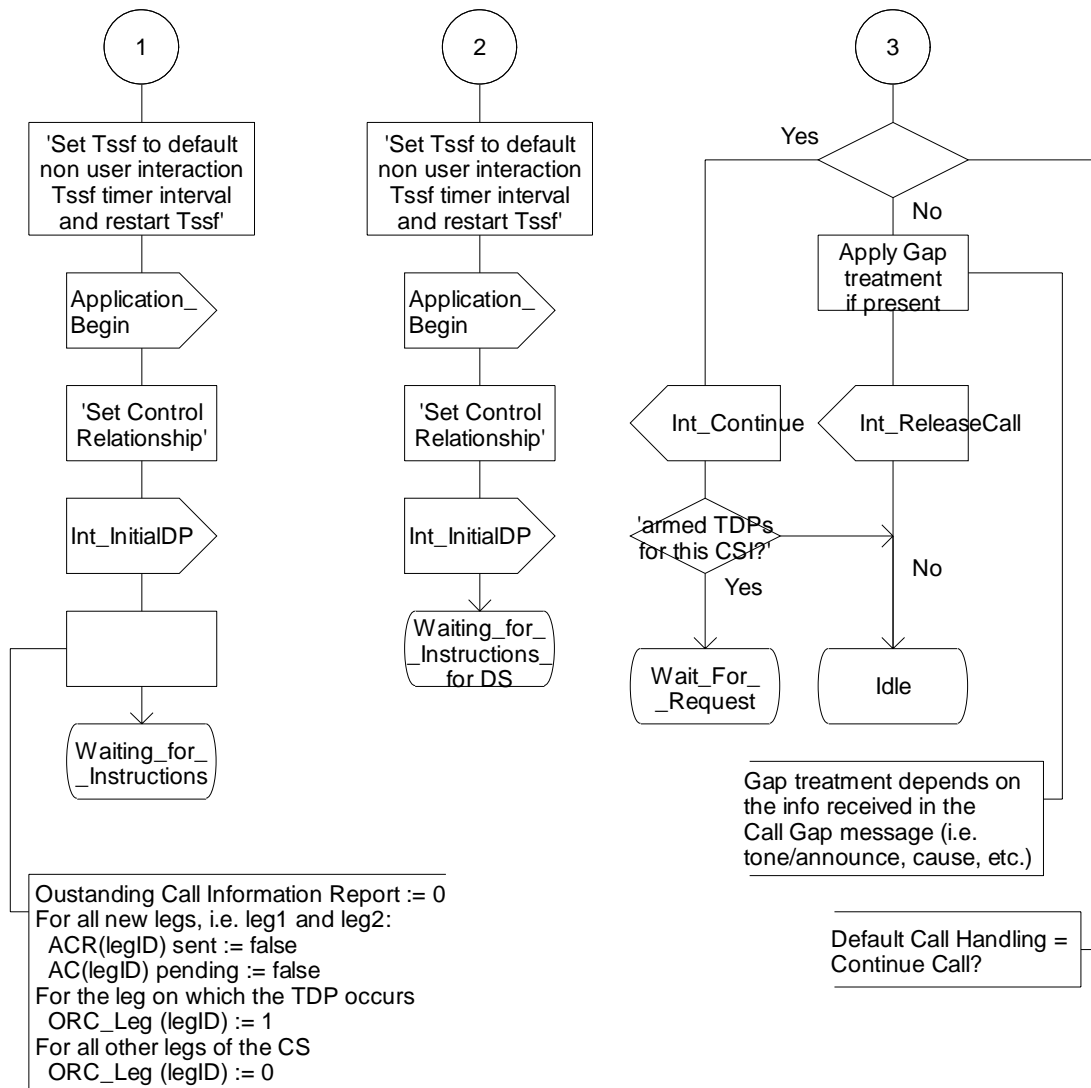 1
'Set Tssf to default
non user interaction
Tssf timer interval
and restart Tssf'
Application_
Begin
'Set Control
Relationship'
Int_InitialDP
Waiting_for_
_Instructions
Oustanding Call Information Report := 0
For all new legs, i.e. leg1 and leg2:
ACR(legID) sent := false
AC(legID) pending := false
For the leg on which the TDP occurs
ORC_Leg (legID) := 1
For all other legs of the CS
ORC_Leg (legID) := 0
2
'Set Tssf to default
non user interaction
Tssf timer interval
and restart Tssf'
Application_
Begin
'Set Control
Relationship'
Int_InitialDP
Waiting_for_
_Instructions_
for DS
3
Yes
No
Apply Gap
treatment
if present
Int_Continue
Int_ReleaseCall
'armed TDPs
for this CSI?'
Yes
No
Wait_For_
_Request
Idle
Gap treatment depends on
the info received in the
Call Gap message (i.e.
tone/announce, cause, etc.)
Default Call Handling =
Continue Call?